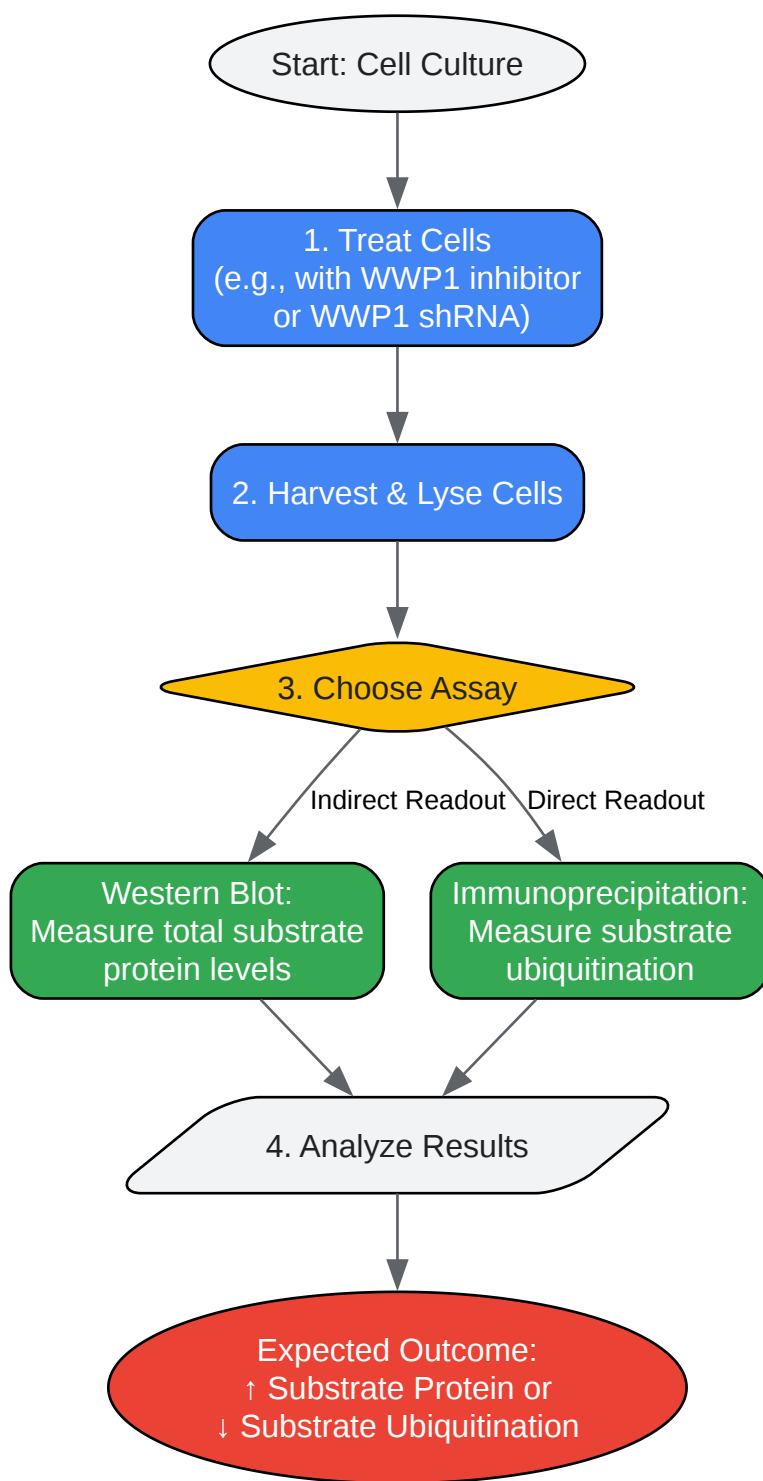 Start: Cell Culture
1. Treat Cells
(e.g., with WWP1 inhibitor
or WWP1 shRNA)
2. Harvest & Lyse Cells
3. Choose Assay
Indirect Readout
Direct Readout
Western Blot:
Measure total substrate
protein levels
Immunoprecipitation:
Measure substrate
ubiquitination
4. Analyze Results
Expected Outcome:
↑ Substrate Protein or
↓ Substrate Ubiquitination